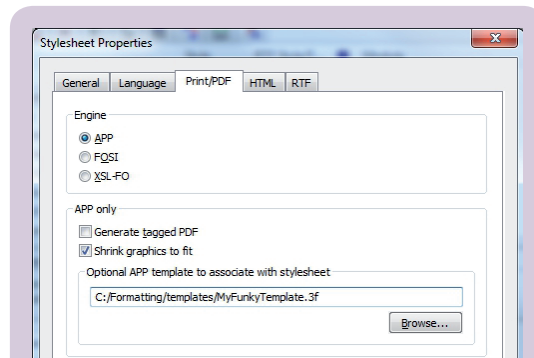 Stylesheet Properties
General Language Print/PDF HTML RTF
Engine
APP
FOSI
XSL-FO
APP only
Generate tagged PDF
Shrink graphics to fit
Optional APP template to associate with stylesheet
C:/Formatting/templates/MyFunkyTemplate.3f
Browse...